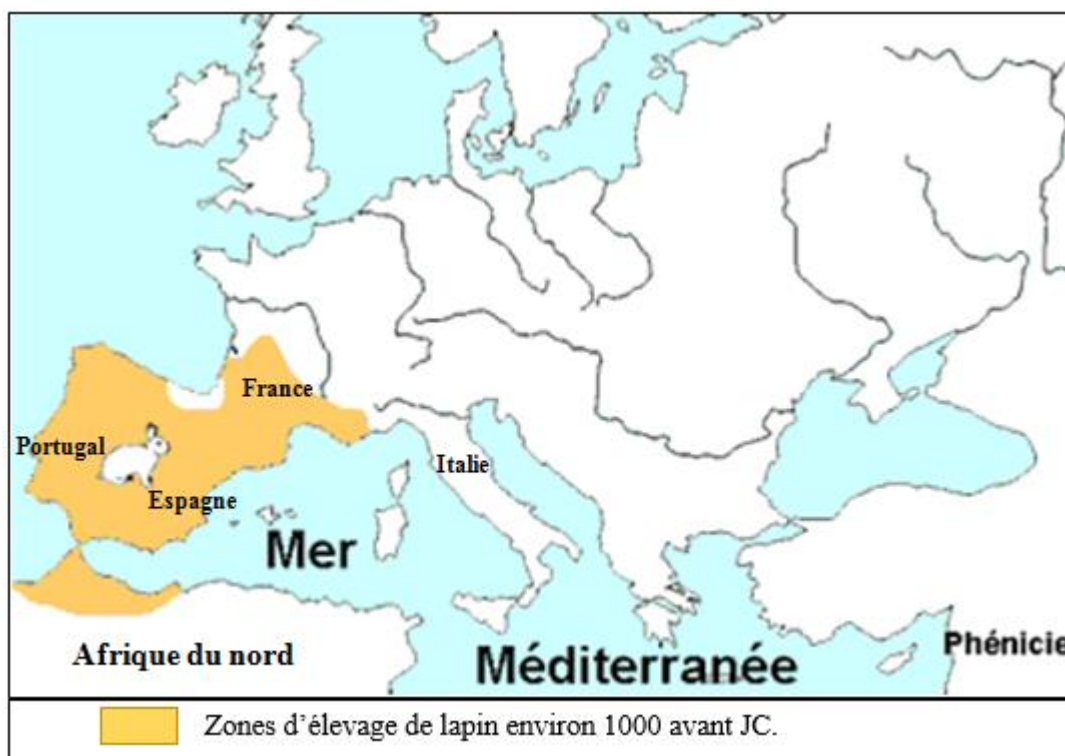 France
Portugal
Espagne
Italie
Mer
Méditerranée
Afrique du nord
Phénicie
Zones d’élevage de lapin environ 1000 avant JC.